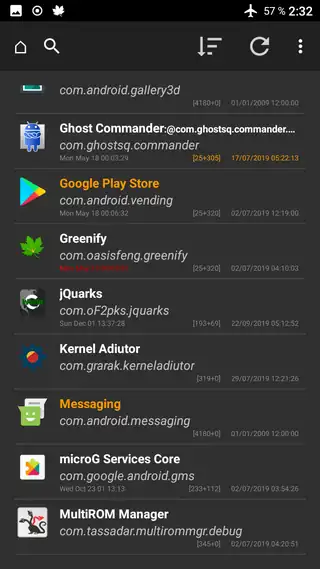 57 % 2:32
com.android.gallery3d
[4180+0] 01/01/2009 12:00:00
Ghost Commander:@com.ghostsq.commander....
com.ghostsq.commander
Mon May 18 00:03:29 [25+305] 17/07/2019 05:22:13
Google Play Store
com.android.vending
Mon May 18 00:06:32 [25+320] 02/07/2019 12:19:00
Greenify
com.oasisfeng.greenify
[25+320] 02/07/2019 04:10:03
jQuarks
com.oF2pks.jquarks
Sun Dec 01 13:37:28 [193+69] 22/09/2019 05:12:52
Kernel Adiutor
com.grarak.kerneladiutor
[319+0] 29/07/2019 12:21:26
Messaging
com.android.messaging
[4180+0] 01/01/2009 12:00:00
microG Services Core
com.google.android.gms
Wed Oct 23 01:13:13 [233+112] 02/07/2019 03:54:26
MultiROM Manager
com.tassadar.multirommgr.debug
[345+0] 02/07/2019 04:20:51